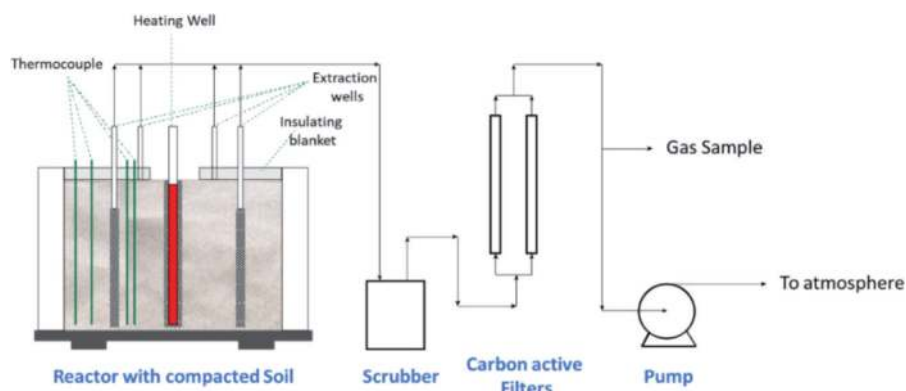 Heating Well
Thermocouple
Extraction
wells
Insulating
blanket
Gas Sample
To atmosphere
Reactor with compacted Soil
Scrubber
Carbon active
Filters
Pump